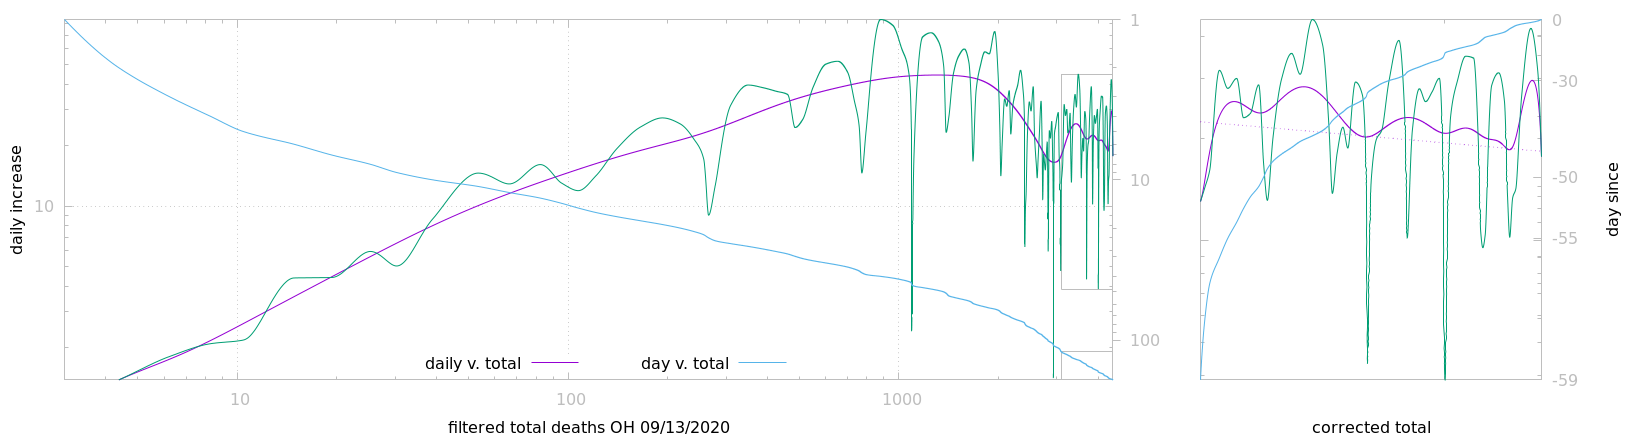 daily increase
10
daily v. total
day v. total
10
100
1000
filtered total deaths OH 09/13/2020
1
10
100
0
-30
-50
-55
-59
day since
corrected total